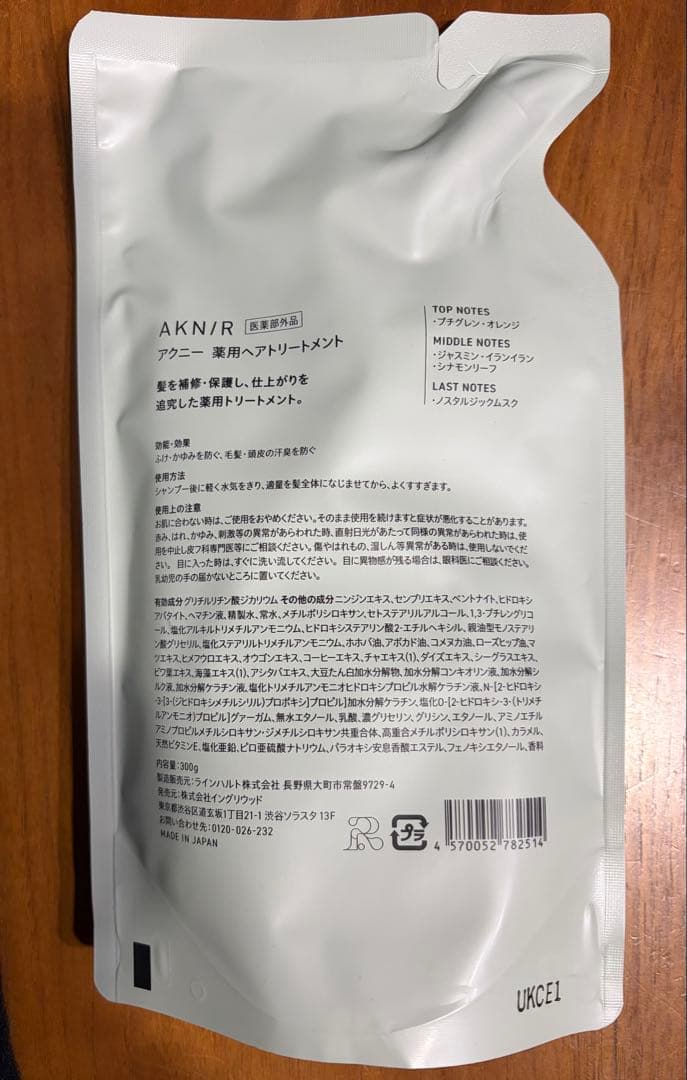 AKN/R 医薬部外品
アクニー 薬用ヘアトリートメント
髪を補修・保護し、仕上がりを
追究した薬用トリートメント。
TOP NOTES
・プチグレン・オレンジ
MIDDLE NOTES
・ジャスミン・イランイラン
・シナモンリーフ
LAST NOTES
・ノスタルジックムスク
効能・効果
ふけ・かゆみを防ぐ、毛髪・頭皮の汗臭を防ぐ
使用方法
シャンプー後に軽く水気をきり、適量を髪全体になじませてから、よくすすぎます。
使用上の注意
お肌に合わない時は、ご使用をおやめください。そのまま使用を続けますと症状が悪化することがあります。
赤み、はれ、かゆみ、刺激等の異常があらわれた時、直射日光があたって同様の異常があらわれた時は、使
用を中止し皮フ科専門医等にご相談ください。傷やはれもの、湿しん等異常がある時は、使用しないでくだ
さい。 目に入った時は、すぐに洗い流してください。 目に異物感が残る場合は、眼科医にご相談ください。
乳幼児の手の届かないところに置いてください。
有効成分 グリチルリチン酸ジカリウム その他の成分 ニンジンエキス、センブリエキス、ベントナイト、ヒドロキシ
アパタイト、ヘマチン液、精製水、常水、メチルポリシロキサン、セトステアリルアルコール、1,3-ブチレングリコ
ール、塩化アルキルトリメチルアンモニウム、ヒドロキシステアリン酸2-エチルヘキシル、親油型モノステアリ
ン酸グリセリル、塩化ステアリルトリメチルアンモニウム、ホホバ油、アボカド油、コメヌカ油、ローズヒップ油、マ
ツエキス、ヒメフウロエキス、オウゴンエキス、コーヒーエキス、チャエキス(1)、ダイズエキス、シーグラスエキス、
ビワ葉エキス、海藻エキス(1)、アシタバエキス、大豆たん白加水分解物、加水分解コンキオリン液、加水分解シ
ルク液、加水分解ケラチン液、塩化トリメチルアンモニオヒドロキシプロピル加水分解ケラチン液、N-[2-ヒドロキシ
-3-[3-(ジヒドロキシメチルシリル)プロポキシ]プロピル]加水分解ケラチン、塩化O-[2-ヒドロキシ-3-(トリメチ
ルアンモニオ)プロピル]グァーガム、無水エタノール、乳酸、濃グリセリン、グリシン、エタノール、アミノエチル
アミノプロピルメチルシロキサン・ジメチルシロキサン共重合体、高重合メチルポリシロキサン(1)、カラメル、
天然ビタミンE、塩化亜鉛、ピロ亜硫酸ナトリウム、パラオキシ安息香酸エステル、フェノキシエタノール、香料
内容量:300g
製造販売元:ラインハルト株式会社 長野県大町市常盤9729-4
発売元:株式会社イングリウッド
東京都渋谷区道玄坂1丁目21-1 渋谷ソラスタ 13F
お問い合わせ先:0120-026-232
MADE IN JAPAN
R
プラ
4 570052 782514
UKCE1